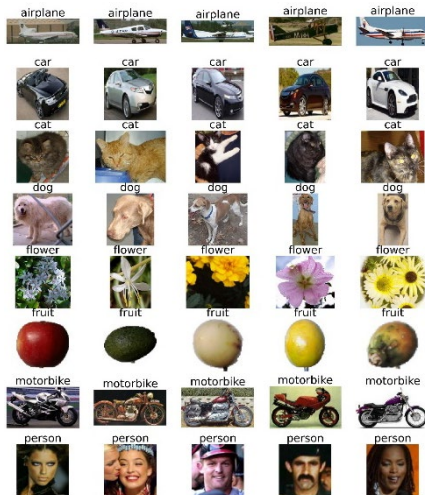 airplane airplane airplane airplane airplane
car car car car car
cat cat cat cat cat
dog dog dog dog dog
flower flower flower flower flower
fruit fruit fruit fruit fruit
motorbike motorbike motorbike motorbike motorbike
person person person person person